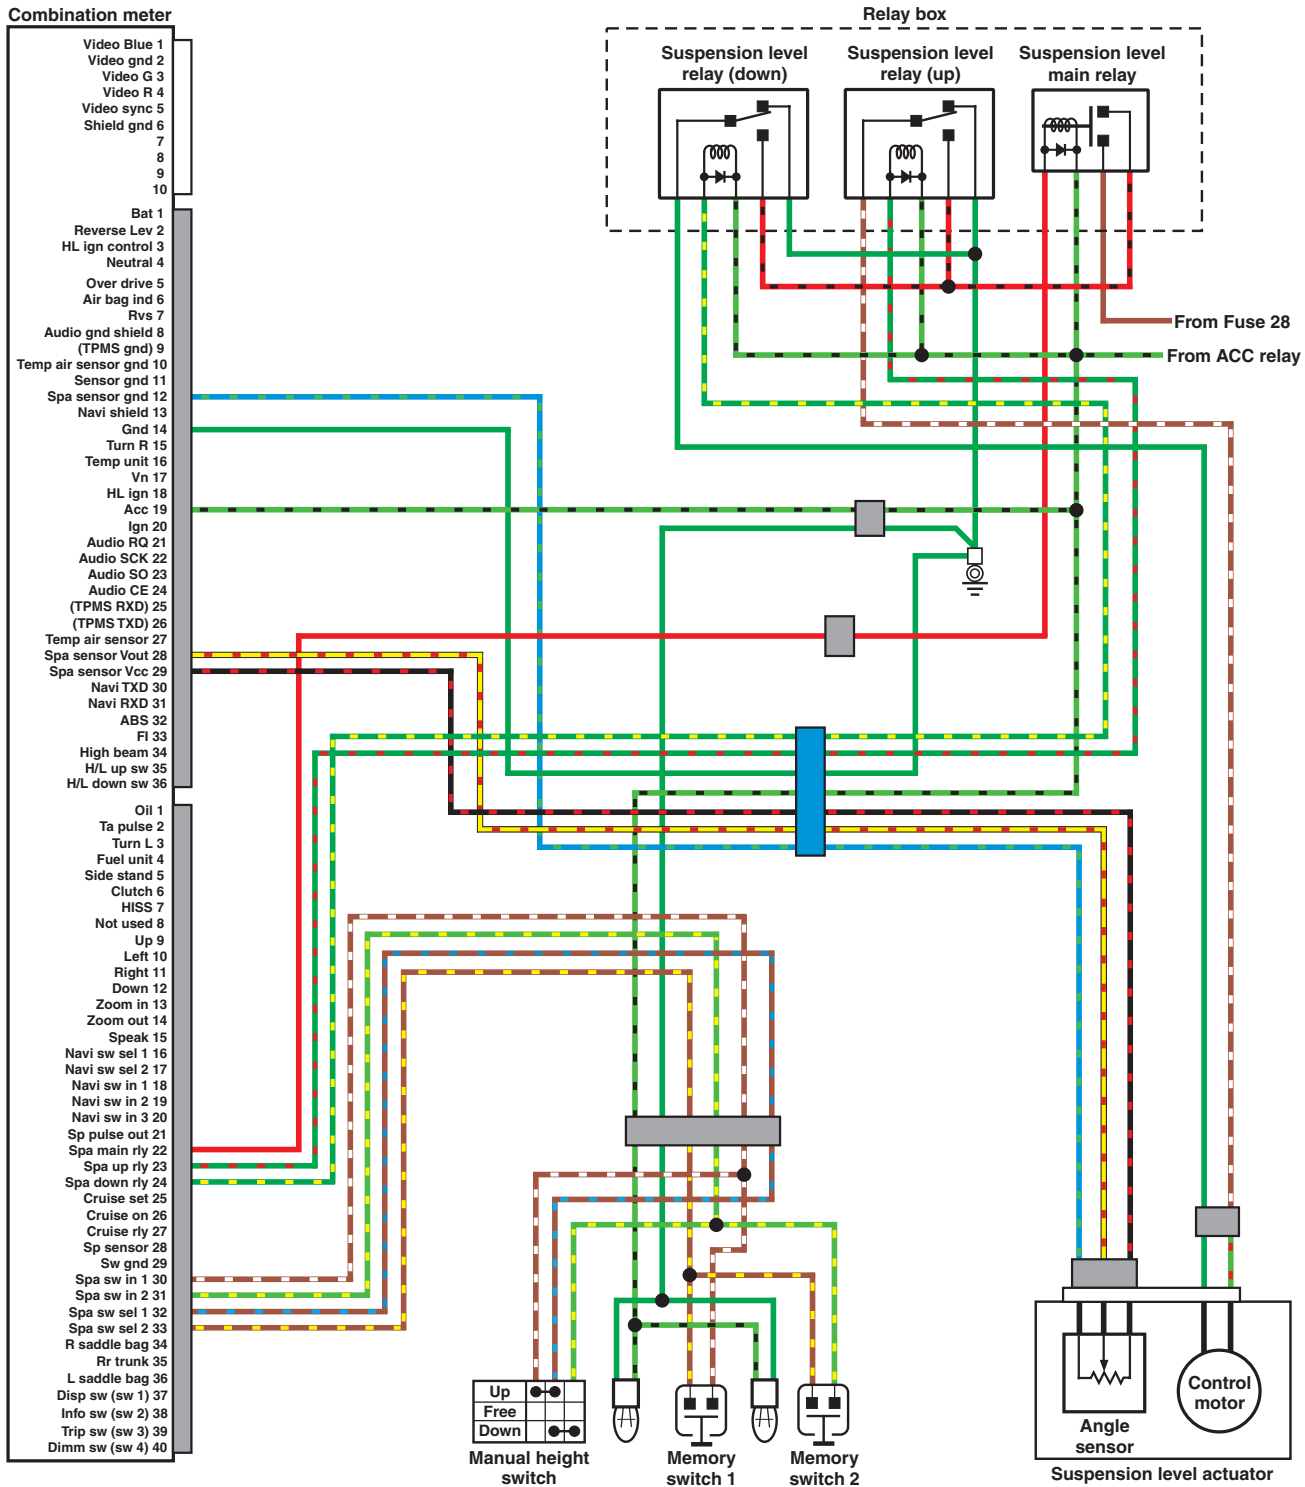 Combination meter
Video Blue 1
Video gnd 2
Video G 3
Video R 4
Video sync 5
Shield gnd 6
7
8
9
10
Bat 1
Reverse Lev 2
HL ign control 3
Neutral 4
Over drive 5
Air bag ind 6
Rvs 7
Audio gnd shield 8
(TPMS gnd) 9
Temp air sensor gnd 10
Sensor gnd 11
Spa sensor gnd 12
Navi shield 13
Gnd 14
Turn R 15
Temp unit 16
Vn 17
HL ign 18
Acc 19
Ign 20
Audio RQ 21
Audio SCK 22
Audio SO 23
Audio CE 24
(TPMS RXD) 25
(TPMS TXD) 26
Temp air sensor 27
Spa sensor Vout 28
Spa sensor Vcc 29
Navi TXD 30
Navi RXD 31
ABS 32
FI 33
High beam 34
H/L up sw 35
H/L down sw 36
Oil 1
Ta pulse 2
Turn L 3
Fuel unit 4
Side stand 5
Clutch 6
HISS 7
Not used 8
Up 9
Left 10
Right 11
Down 12
Zoom in 13
Zoom out 14
Speak 15
Navi sw sel 1 16
Navi sw sel 2 17
Navi sw in 1 18
Navi sw in 2 19
Navi sw in 3 20
Sp pulse out 21
Spa main rly 22
Spa up rly 23
Spa down rly 24
Cruise set 25
Cruise on 26
Cruise rly 27
Sp sensor 28
Sw gnd 29
Spa sw in 1 30
Spa sw in 2 31
Spa sw sel 1 32
Spa sw sel 2 33
R saddle bag 34
Rr trunk 35
L saddle bag 36
Disp sw (sw 1) 37
Info sw (sw 2) 38
Trip sw (sw 3) 39
Dimm sw (sw 4) 40
Relay box
Suspension level
relay (down)
Suspension level
relay (up)
Suspension level
main relay
From Fuse 28
From ACC relay
Up
Free
Down
Manual height
switch
Memory
switch 1
Memory
switch 2
Angle
sensor
Control
motor
Suspension level actuator